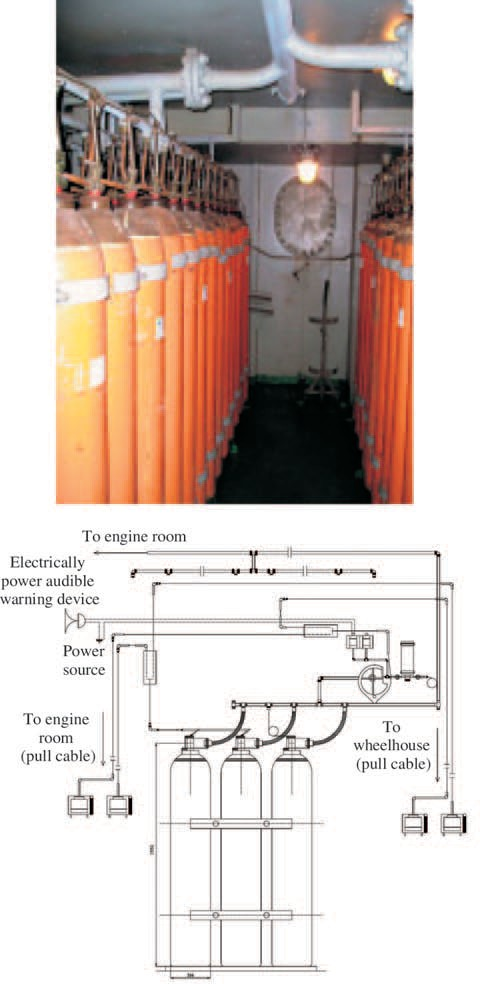 To engine room
Electrically
power audible
warning device
Power
source
To engine
room
(pull cable)
To
wheelhouse
(pull cable)